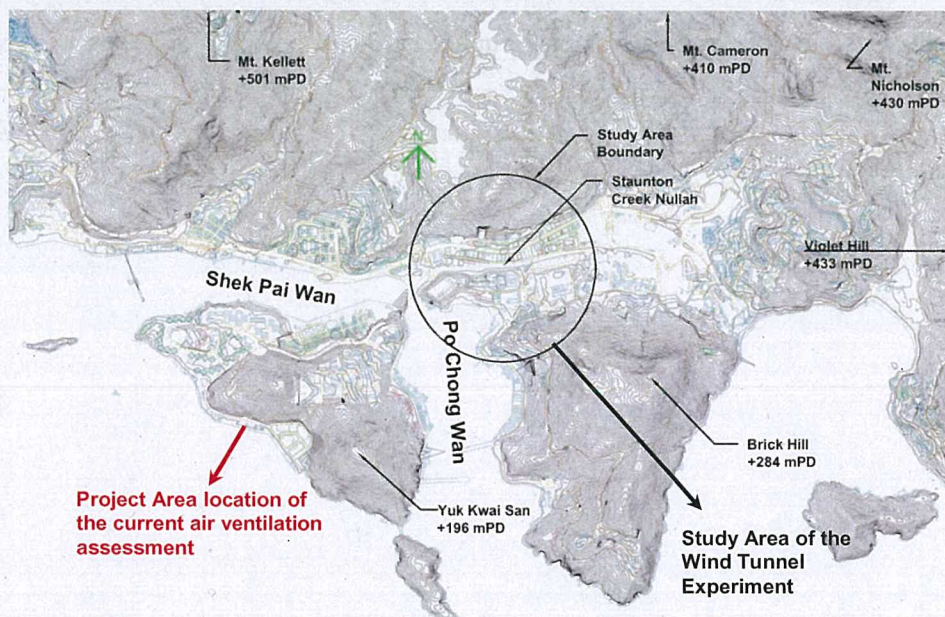 Mt. Kellett
+501 mPD
Mt. Cameron
+410 mPD
Mt.
Nicholson
+430 mPD
N
Study Area
Boundary
Staunton
Creek Nullah
Violet Hill
+433 mPD
Shek Pai Wan
Po Chong Wan
Brick Hill
+284 mPD
Yuk Kwai San
+196 mPD
Project Area location of
the current air ventilation
assessment
Study Area of the
Wind Tunnel
Experiment